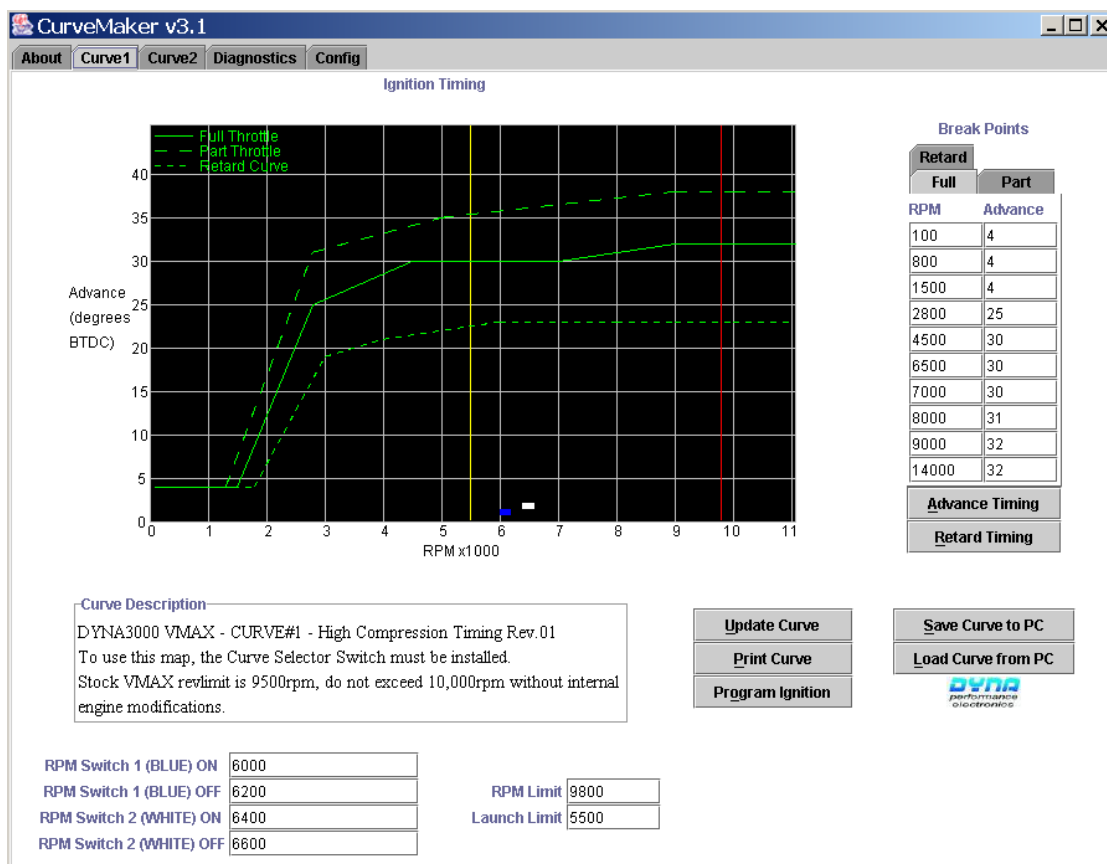 CurveMaker v3.1
About Curve1 Curve2 Diagnostics Config
Ignition Timing
Full Throttle
Part Throttle
Retard Curve
Advance
(degrees
BTDC)
40
35
30
25
20
15
10
5
0
0 1 2 3 4 5 6 7 8 9 10 11
RPM x1000
Break Points
Retard
Full Part
RPM Advance
100 4
800 4
1500 4
2800 25
4500 30
6500 30
7000 30
8000 31
9000 32
14000 32
Advance Timing
Retard Timing
Curve Description
DYNA3000 VMAX - CURVE#1 - High Compression Timing Rev.01
To use this map, the Curve Selector Switch must be installed.
Stock VMAX revlimit is 9500rpm, do not exceed 10,000rpm without internal
engine modifications.
Update Curve
Print Curve
Program Ignition
Save Curve to PC
Load Curve from PC
DYNA
performance
electronics
RPM Switch 1 (BLUE) ON 6000
RPM Switch 1 (BLUE) OFF 6200
RPM Switch 2 (WHITE) ON 6400
RPM Switch 2 (WHITE) OFF 6600
RPM Limit 9800
Launch Limit 5500